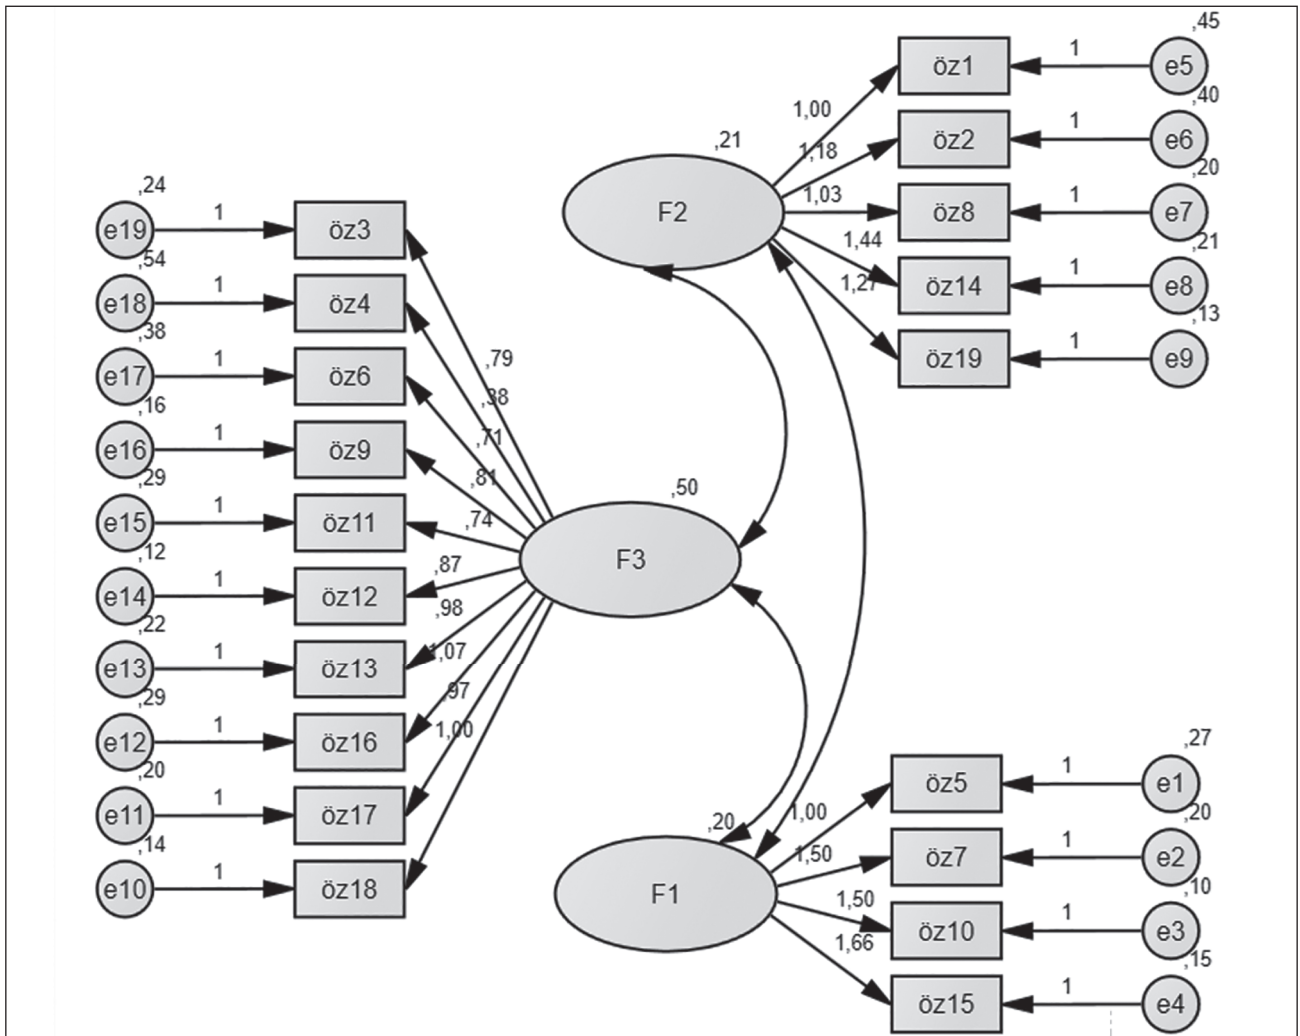 ,45
öz1 1 e5
1,00
,40
öz2 1 e6
,21
1,18
,20
F2
1,03
öz8 1 e7
,21
1,44
öz14 1 e8
1,27
,13
öz19 1 e9
,24
e19 1 öz3
,54
e18 1 öz4
,38
e17 1 öz6
,16
e16 1 öz9
,29
e15 1 öz11
,12
e14 1 öz12
,22
e13 1 öz13
,29
e12 1 öz16
,20
e11 1 öz17
,14
e10 1 öz18
,79
,38
,71
,81
,74
,87
,98
1,07
,97
1,00
,50
F3
,27
öz5 1 e1
,20
1,00
,20
1,50
öz7 1 e2
F1
,10
1,50
öz10 1 e3
1,66
,15
öz15 1 e4